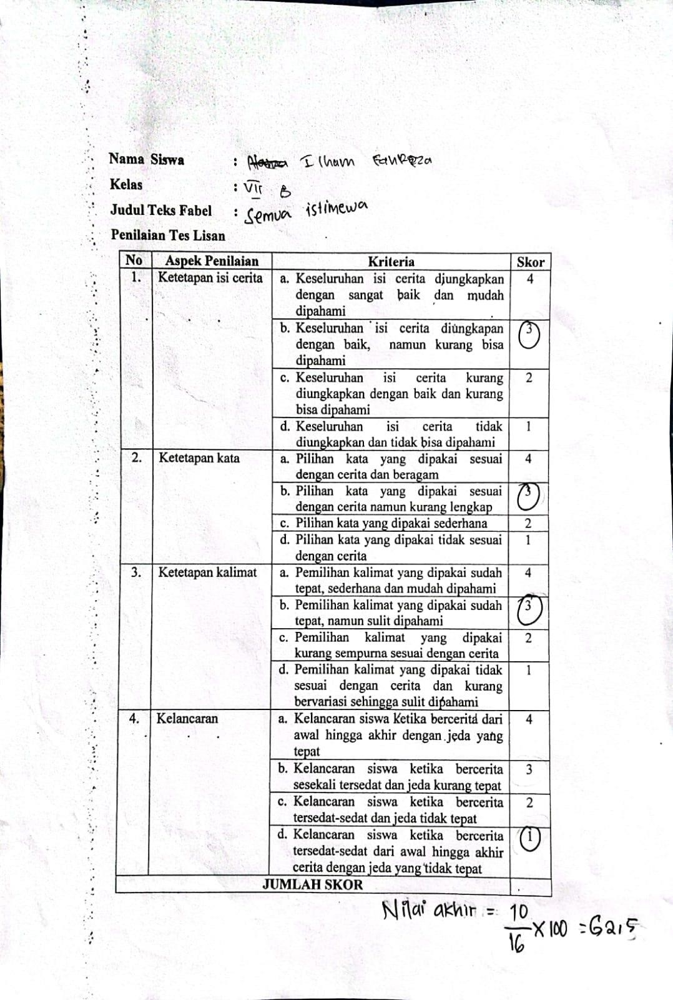 Nama Siswa : Ilham
Kelas : VII B
Judul Teks Fabel : Semua istimewa
Penilaian Tes Lisan
No Aspek Penilaian Kriteria Skor
1. Ketetapan isi cerita a. Keseluruhan isi cerita djungkapkan 4
dengan sangat baik dan mudah
dipahami
b. Keseluruhan isi cerita diungkapan 3
dengan baik, namun kurang bisa
dipahami
c. Keseluruhan isi cerita kurang 2
diungkapkan dengan baik dan kurang
bisa dipahami
d. Keseluruhan isi cerita tidak 1
diungkapkan dan tidak bisa dipahami
2. Ketetapan kata a. Pilihan kata yang dipakai sesuai 4
dengan cerita dan beragam
b. Pilihan kata yang dipakai sesuai 3
dengan cerita namun kurang lengkap
c. Pilihan kata yang dipakai sederhana 2
d. Pilihan kata yang dipakai tidak sesuai 1
dengan cerita
3. Ketetapan kalimat a. Pemilihan kalimat yang dipakai sudah 4
tepat, sederhana dan mudah dipahami
b. Pemilihan kalimat yang dipakai sudah 3
tepat, namun sulit dipahami
c. Pemilihan kalimat yang dipakai 2
kurang sempurna sesuai dengan cerita
d. Pemilihan kalimat yang dipakai tidak 1
sesuai dengan cerita dan kurang
bervariasi sehingga sulit dipahami
4. Kelancaran a. Kelancaran siswa Ketika bercerita dari 4
awal hingga akhir dengan jeda yang
tepat
b. Kelancaran siswa ketika bercerita 3
sesekali tersedat dan jeda kurang tepat
c. Kelancaran siswa ketika bercerita 2
tersedat-sedat dan jeda tidak tepat
d. Kelancaran siswa ketika bercerita 1
tersedat-sedat dari awal hingga akhir
cerita dengan jeda yang tidak tepat
JUMLAH SKOR
Nilai akhir = 10
16 × 100 = 62,5